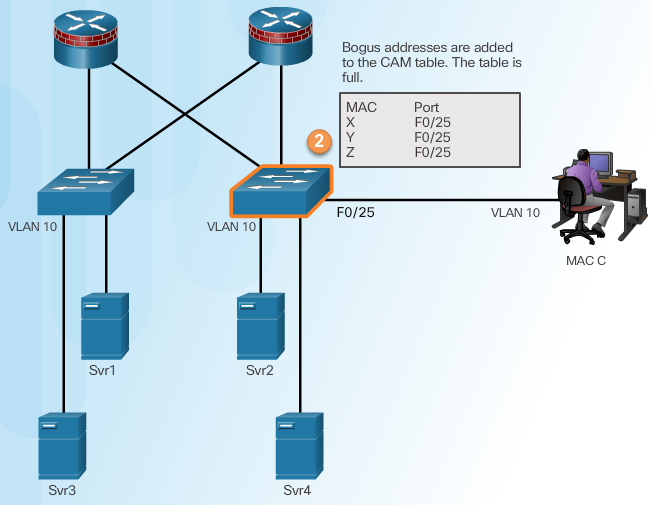 Bogus addresses are added
to the CAM table. The table is
full.
MAC Port
X F0/25
Y F0/25
Z F0/25
2
F0/25
VLAN 10
VLAN 10
VLAN 10
MAC C
Svr1
Svr2
Svr3
Svr4